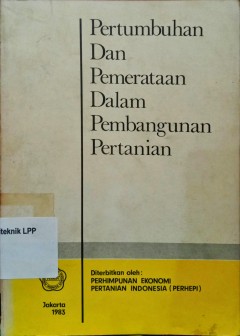 Pertumbuhan
Dan
Pemerataan
Dalam
Pembangunan
Pertanian
teknik LPP
Diterbitkan oleh:
PERHIMPUNAN EKONOMI
PERTANIAN INDONESIA (PERHEPI)
Jakarta
1983